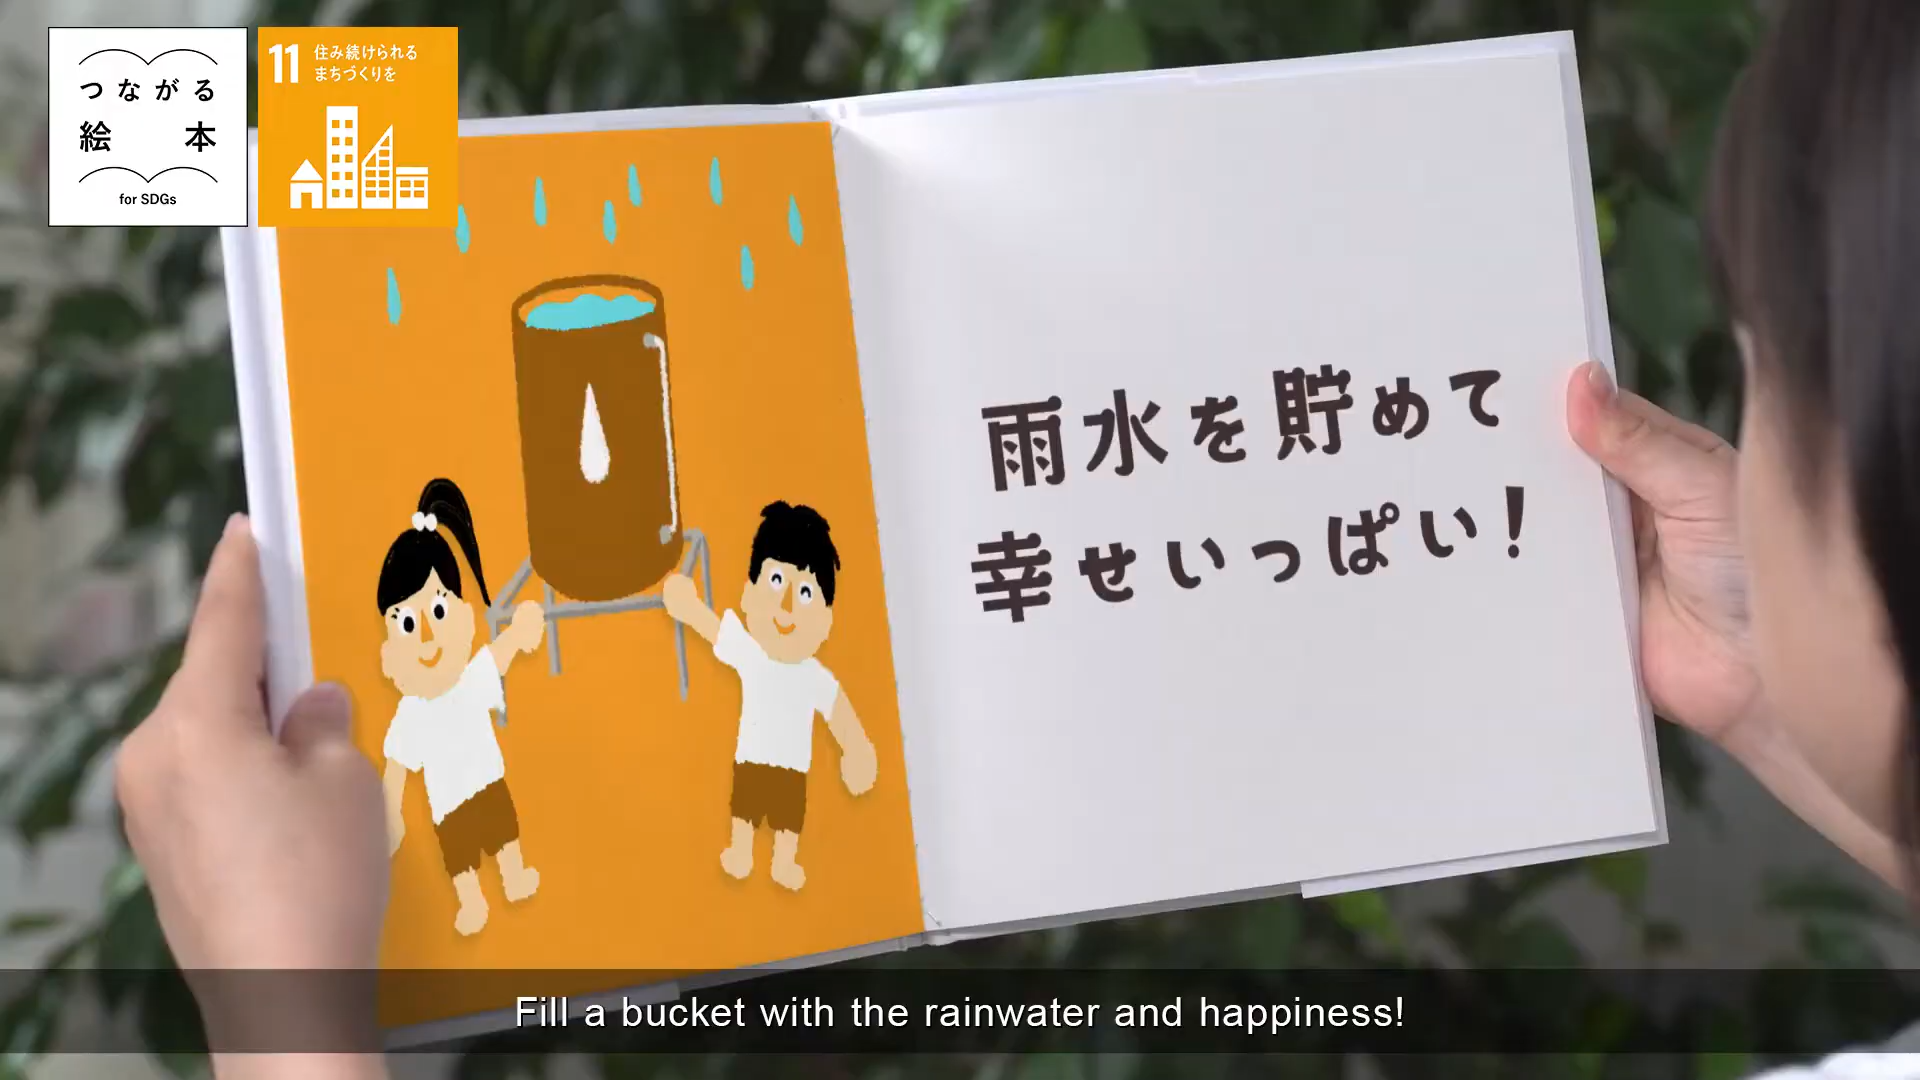 つながる
絵本
for SDGs
11 住み続けられる
まちづくりを
雨水を貯めて
幸せいっぱい!
Fill a bucket with the rainwater and happiness!